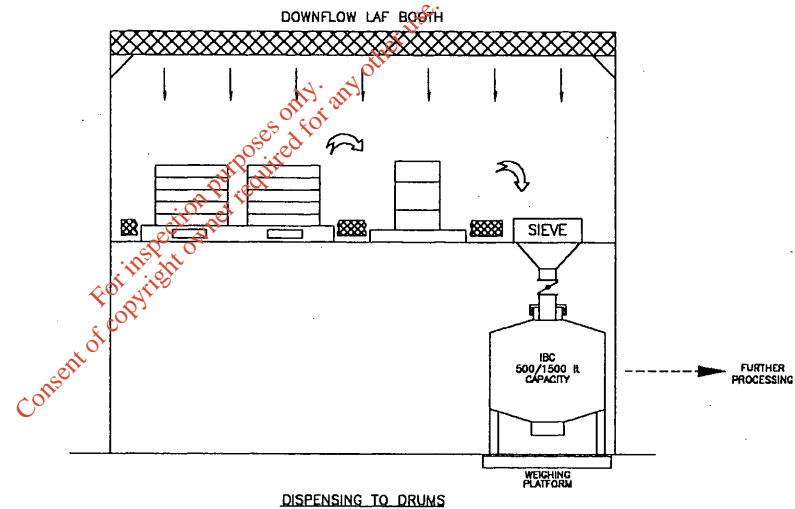 DOWNFLOW LAF BOOTH
For inspection purposes only.
Consent of copyright owner required for any other use.
SIEVE
IBC
500/1500 lt
CAPACITY
FURTHER
PROCESSING
WEIGHING
PLATFORM
DISPENSING TO DRUMS